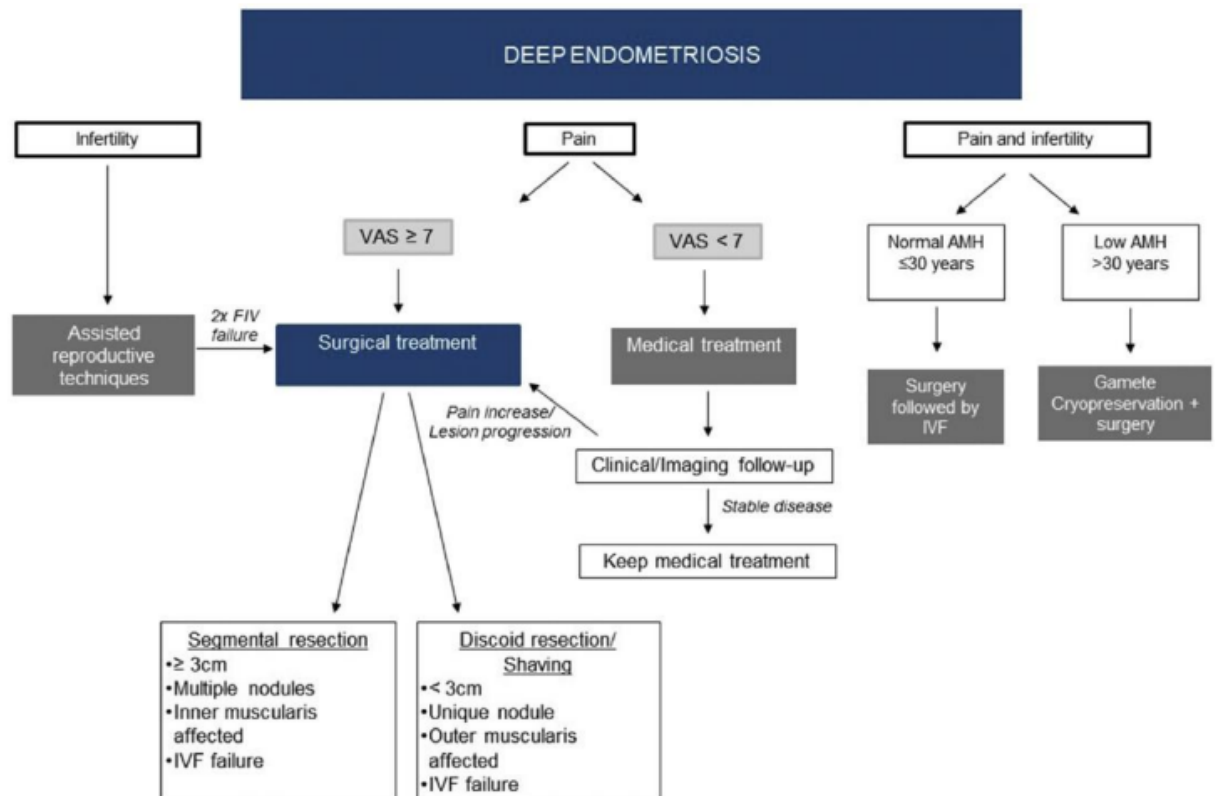 DEEP ENDOMETRIOSIS
Infertility
Pain
Pain and infertility
VAS ≥ 7
VAS < 7
Normal AMH
≤30 years
Low AMH
>30 years
Assisted
reproductive
techniques
2x FIV
failure
Surgical treatment
Medical treatment
Surgery
followed by
IVF
Gamete
Cryopreservation +
surgery
Pain increase/
Lesion progression
Clinical/Imaging follow-up
Stable disease
Keep medical treatment
Segmental resection
•≥ 3cm
•Multiple nodules
•Inner muscularis
affected
•IVF failure
Discoid resection/
Shaving
•< 3cm
•Unique nodule
•Outer muscularis
affected
•IVF failure